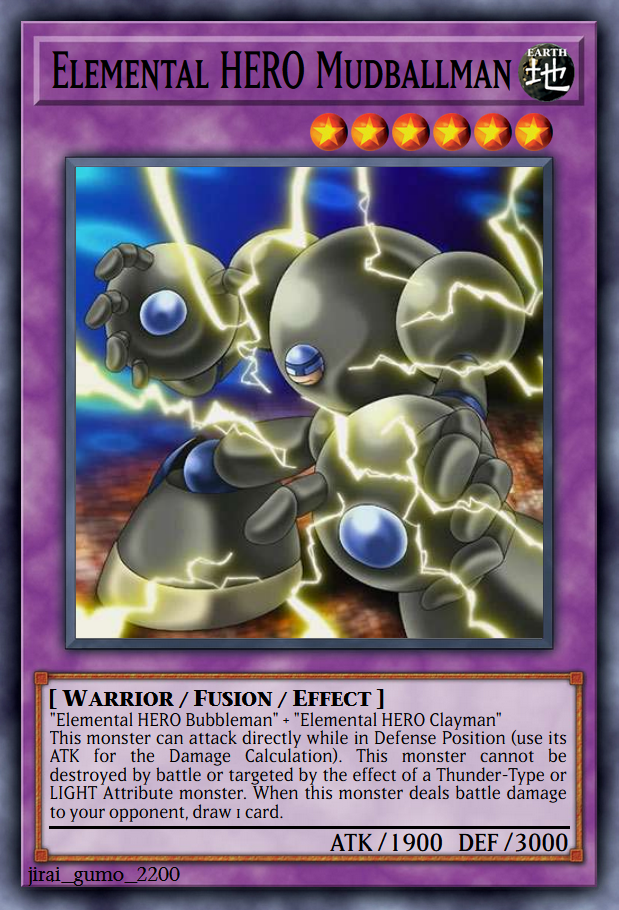 Elemental HERO Mudballman
EARTH
地
[ Warrior / Fusion / Effect ]
"Elemental HERO Bubbleman" + "Elemental HERO Clayman"
This monster can attack directly while in Defense Position (use its
ATK for the Damage Calculation). This monster cannot be
destroyed by battle or targeted by the effect of a Thunder-Type or
LIGHT Attribute monster. When this monster deals battle damage
to your opponent, draw 1 card.
ATK/1900 DEF/3000
jirai_gumo_2200